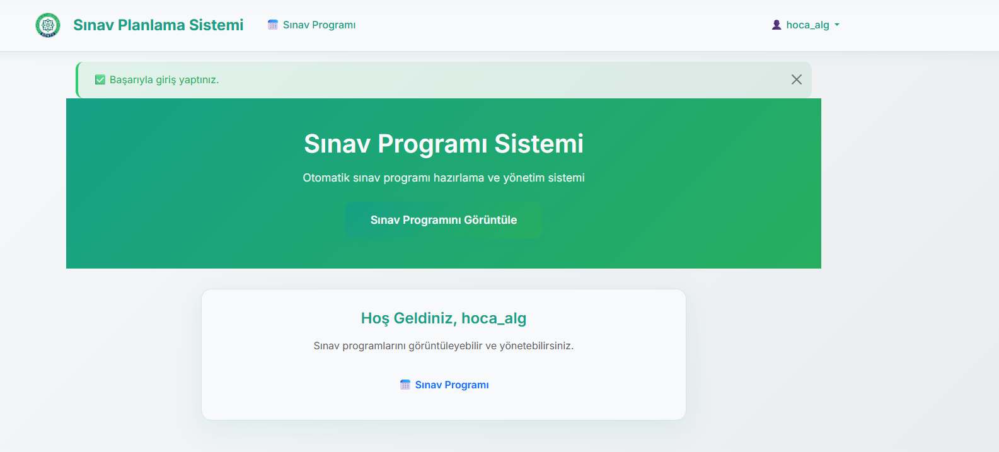 Sınav Planlama Sistemi
Sınav Programı
hoca_alg
Başarıyla giriş yaptınız.
Sınav Programı Sistemi
Otomatik sınav programı hazırlama ve yönetim sistemi
Sınav Programını Görüntüle
Hoş Geldiniz, hoca_alg
Sınav programlarını görüntüleyebilir ve yönetebilirsiniz.
Sınav Programı